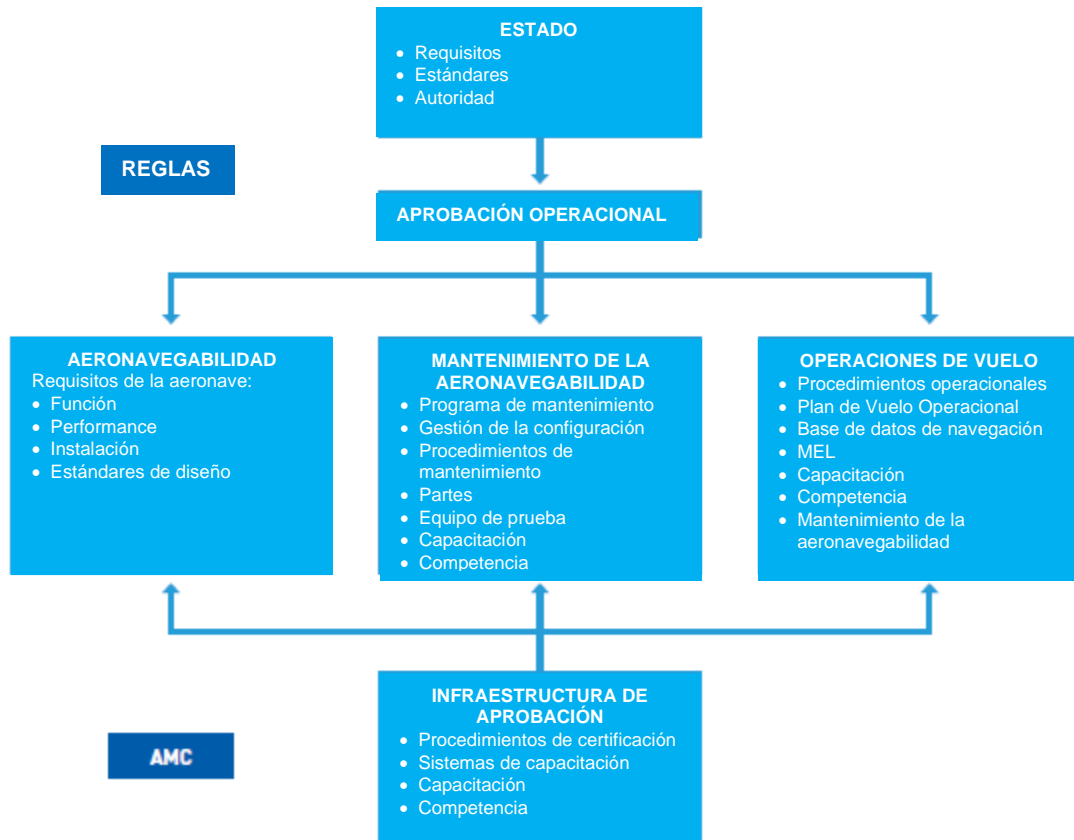 ESTADO
• Requisitos
• Estándares
• Autoridad
REGLAS
APROBACIÓN OPERACIONAL
AERONAVEGABILIDAD
Requisitos de la aeronave:
• Función
• Performance
• Instalación
• Estándares de diseño
MANTENIMIENTO DE LA
AERONAVEGABILIDAD
• Programa de mantenimiento
• Gestión de la configuración
• Procedimientos de
mantenimiento
• Partes
• Equipo de prueba
• Capacitación
• Competencia
OPERACIONES DE VUELO
• Procedimientos operacionales
• Plan de Vuelo Operacional
• Base de datos de navegación
• MEL
• Capacitación
• Competencia
• Mantenimiento de la
aeronavegabilidad
INFRAESTRUCTURA DE
APROBACIÓN
• Procedimientos de certificación
• Sistemas de capacitación
• Capacitación
• Competencia
AMC